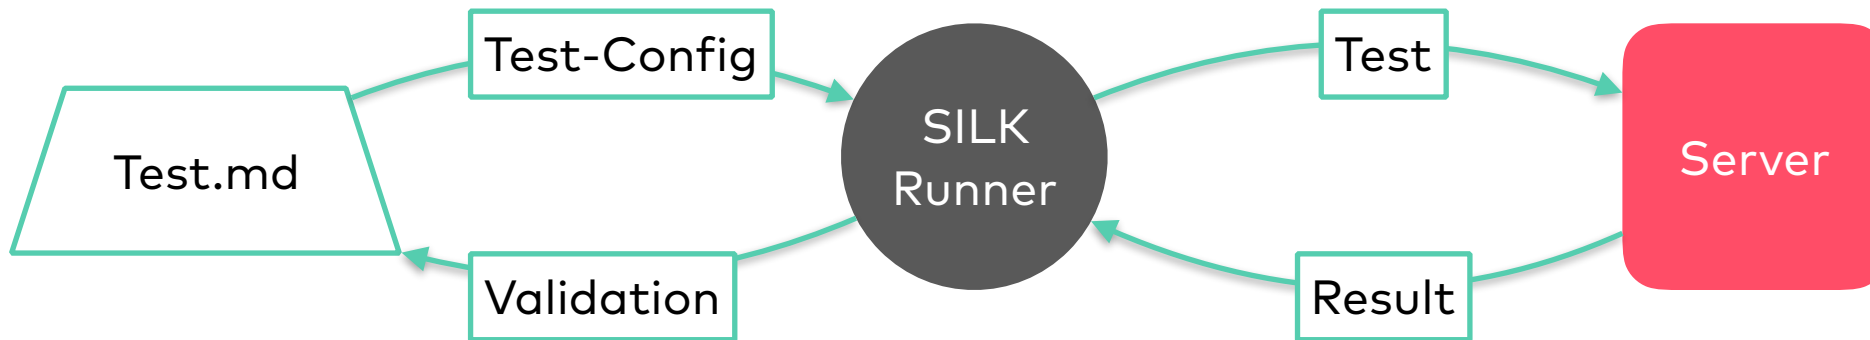 Test-Config
Test
Test.md
SILK
Runner
Server
Validation
Result